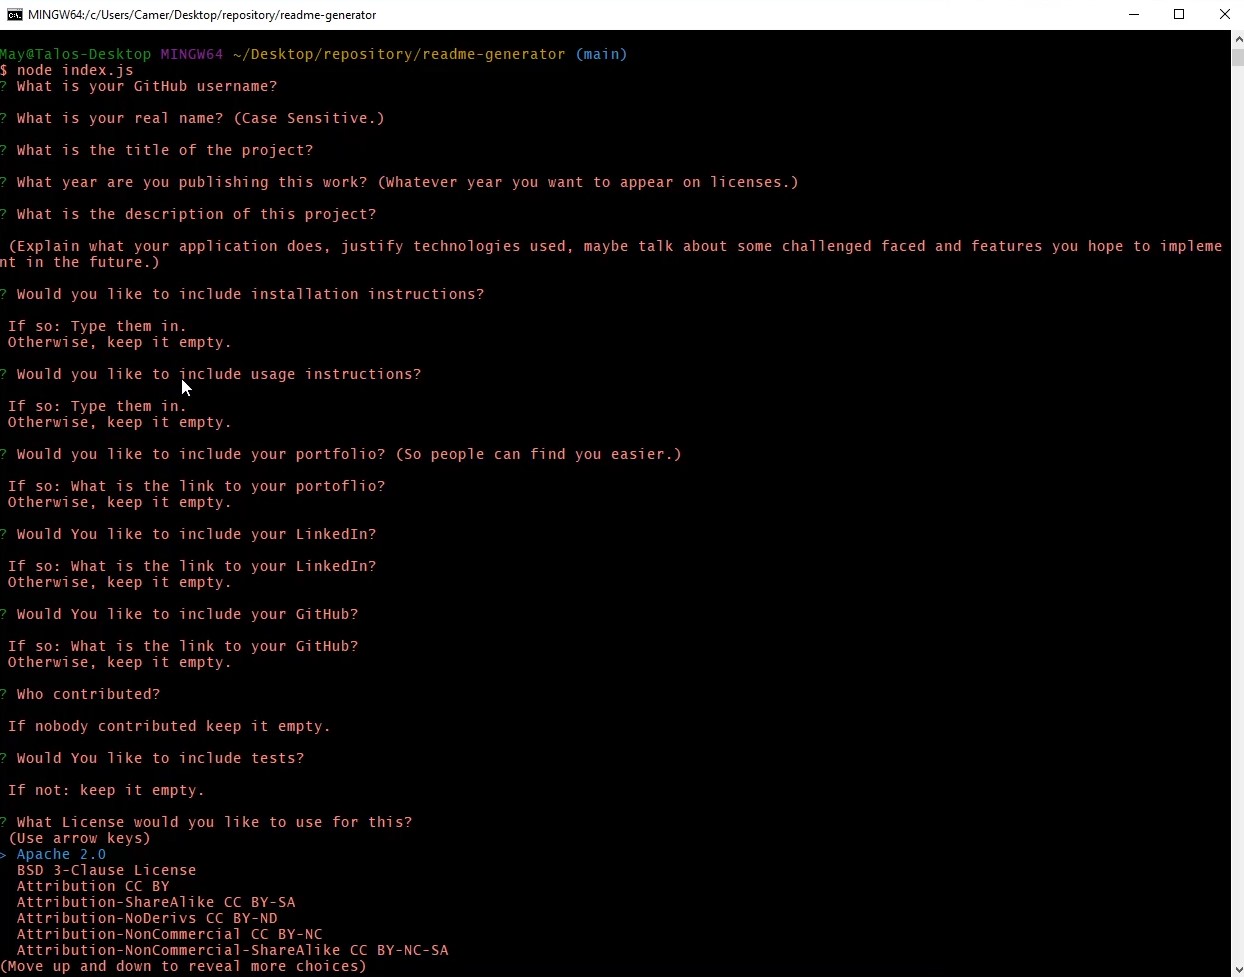 MINGW64:/c/Users/Camer/Desktop/repository/readme-generator
May@Talos-Desktop MINGW64 ~/Desktop/repository/readme-generator (main)
$ node index.js
? What is your GitHub username?
? What is your real name? (Case Sensitive.)
? What is the title of the project?
? What year are you publishing this work? (Whatever year you want to appear on licenses.)
? What is the description of this project?
(Explain what your application does, justify technologies used, maybe talk about some challenged faced and features you hope to impleme
nt in the future.)
? Would you like to include installation instructions?
If so: Type them in.
Otherwise, keep it empty.
? Would you like to include usage instructions?
If so: Type them in.
Otherwise, keep it empty.
? Would you like to include your portfolio? (So people can find you easier.)
If so: What is the link to your portoflio?
Otherwise, keep it empty.
? Would You like to include your LinkedIn?
If so: What is the link to your LinkedIn?
Otherwise, keep it empty.
? Would You like to include your GitHub?
If so: What is the link to your GitHub?
Otherwise, keep it empty.
? Who contributed?
If nobody contributed keep it empty.
? Would You like to include tests?
If not: keep it empty.
? What License would you like to use for this?
(Use arrow keys)
> Apache 2.0
BSD 3-Clause License
Attribution CC BY
Attribution-ShareAlike CC BY-SA
Attribution-NoDerivs CC BY-ND
Attribution-NonCommercial CC BY-NC
Attribution-NonCommercial-ShareAlike CC BY-NC-SA
(Move up and down to reveal more choices)